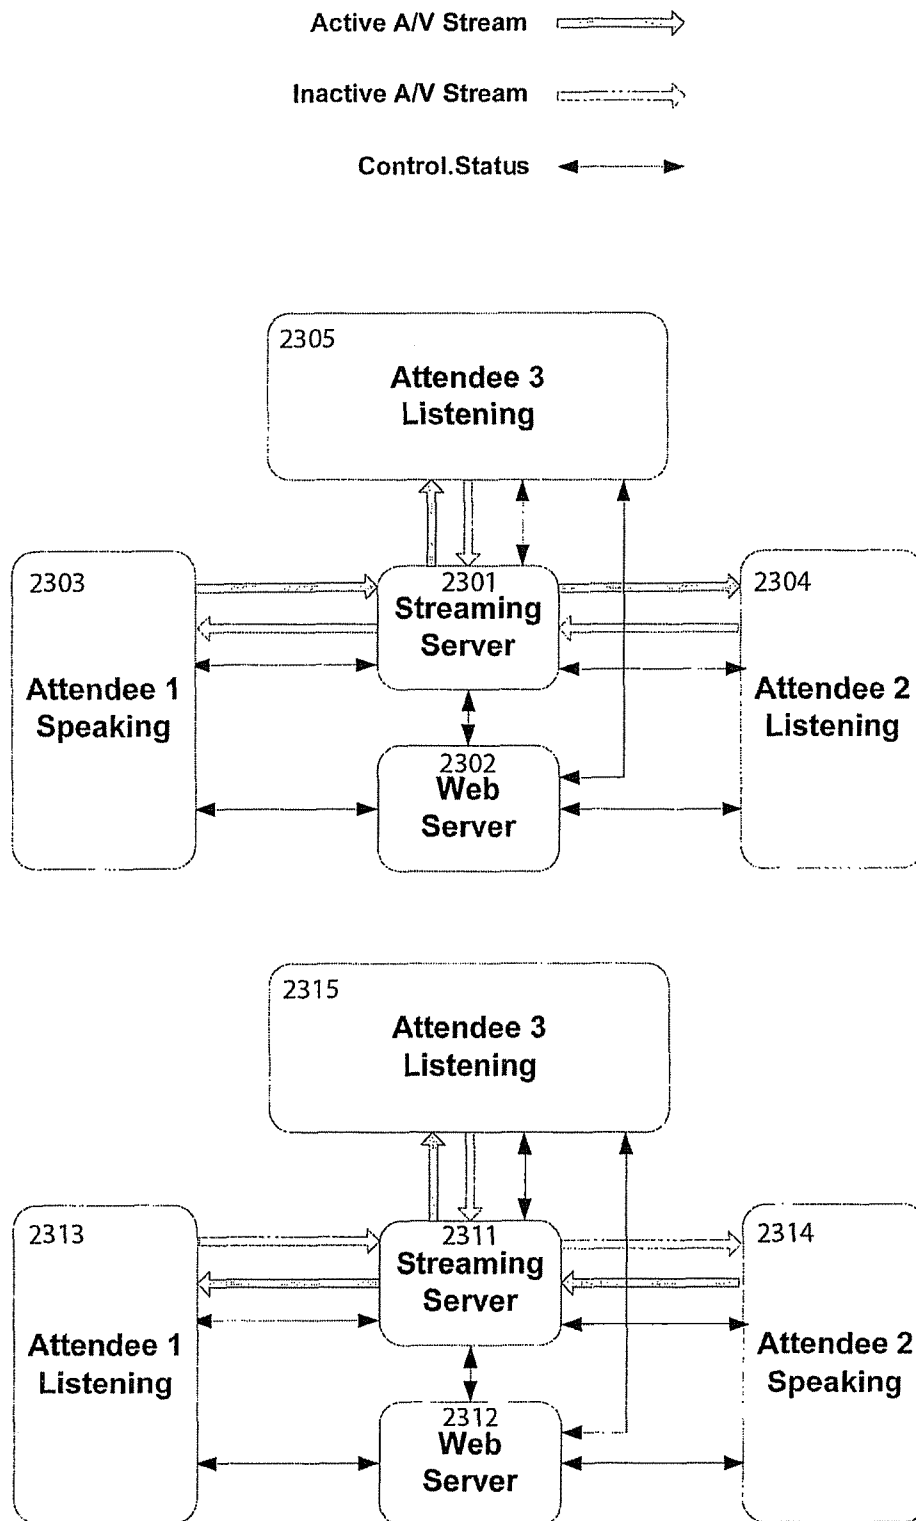 Active A/V Stream
Inactive A/V Stream
Control.Status
2305
Attendee 3
Listening
2303
Attendee 1
Speaking
2301
Streaming
Server
2304
Attendee 2
Listening
2302
Web
Server
2315
Attendee 3
Listening
2313
Attendee 1
Listening
2311
Streaming
Server
2314
Attendee 2
Speaking
2312
Web
Server